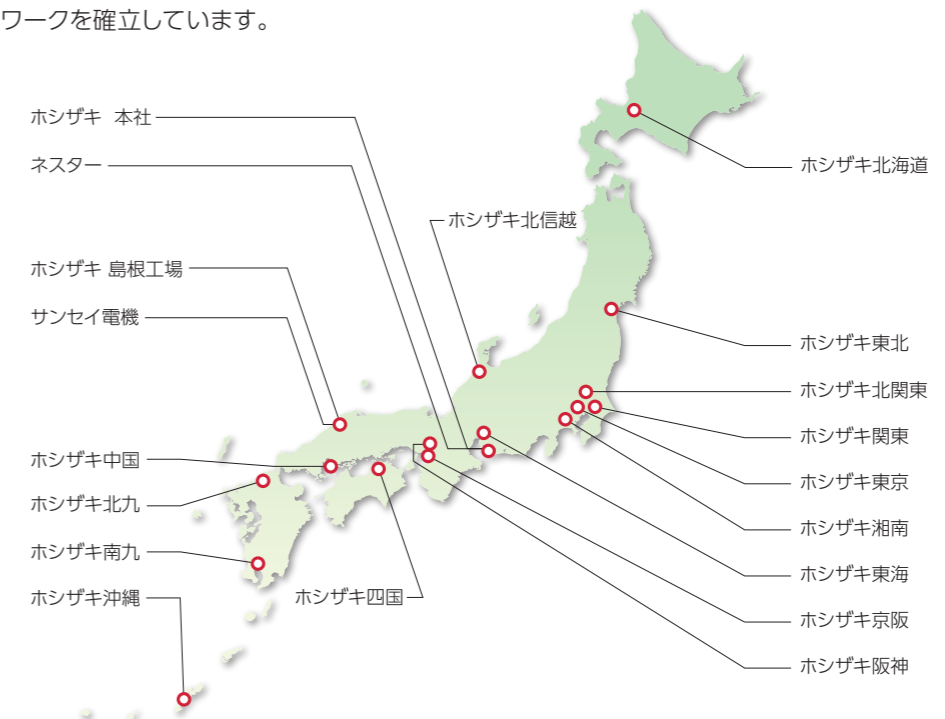 ワークを確立しています。
ホシザキ 本社
ネスター
ホシザキ北信越
ホシザキ 島根工場
サンセイ電機
ホシザキ中国
ホシザキ北九
ホシザキ南九
ホシザキ沖縄
ホシザキ四国
ホシザキ北海道
ホシザキ東北
ホシザキ北関東
ホシザキ関東
ホシザキ東京
ホシザキ湘南
ホシザキ東海
ホシザキ京阪
ホシザキ阪神